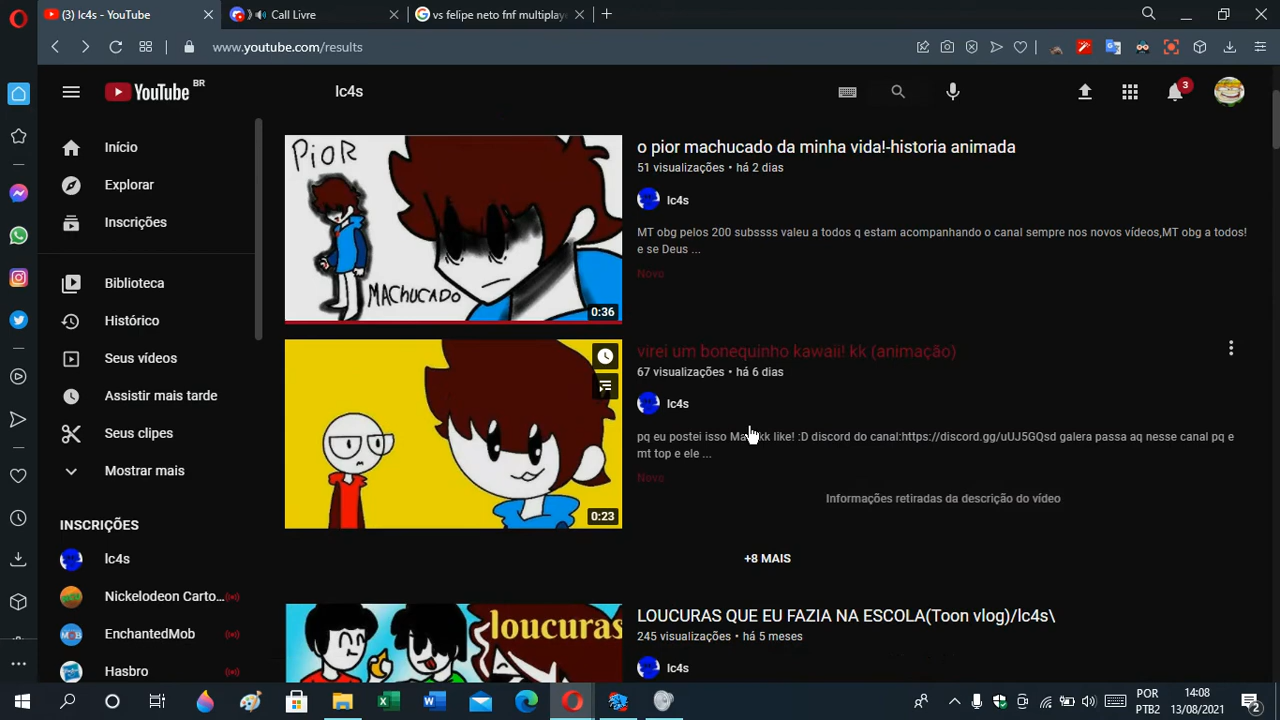 (3) lc4s - YouTube
Call Livre
vs felipe neto fnf multiplaye
www.youtube.com/results
YouTube BR
lc4s
3
Início
Explorar
Inscrições
Biblioteca
Histórico
Seus vídeos
Assistir mais tarde
Seus clipes
Mostrar mais
INSCRIÇÕES
lc4s
Nickelodeon Carto...
EnchantedMob
Hasbro
PIOR
MACHUCADO
0:36
o pior machucado da minha vida!-historia animada
51 visualizações • há 2 dias
lc4s
MT obg pelos 200 subssss valeu a todos q estam acompanhando o canal sempre nos novos vídeos,MT obg a todos!
e se Deus ...
Novo
0:23
virei um bonequinho kawaii! kk (animação)
67 visualizações • há 6 dias
lc4s
pq eu postei isso kk like! :D discord do canal:https://discord.gg/uUJ5GQsd galera passa aq nesse canal pq e
mt top e ele ...
Novo
Informações retiradas da descrição do vídeo
+8 MAIS
loucuras
LOUCURAS QUE EU FAZIA NA ESCOLA(Toon vlog)/lc4s\
245 visualizações • há 5 meses
lc4s
POR
PTB2
14:08
13/08/2021
2